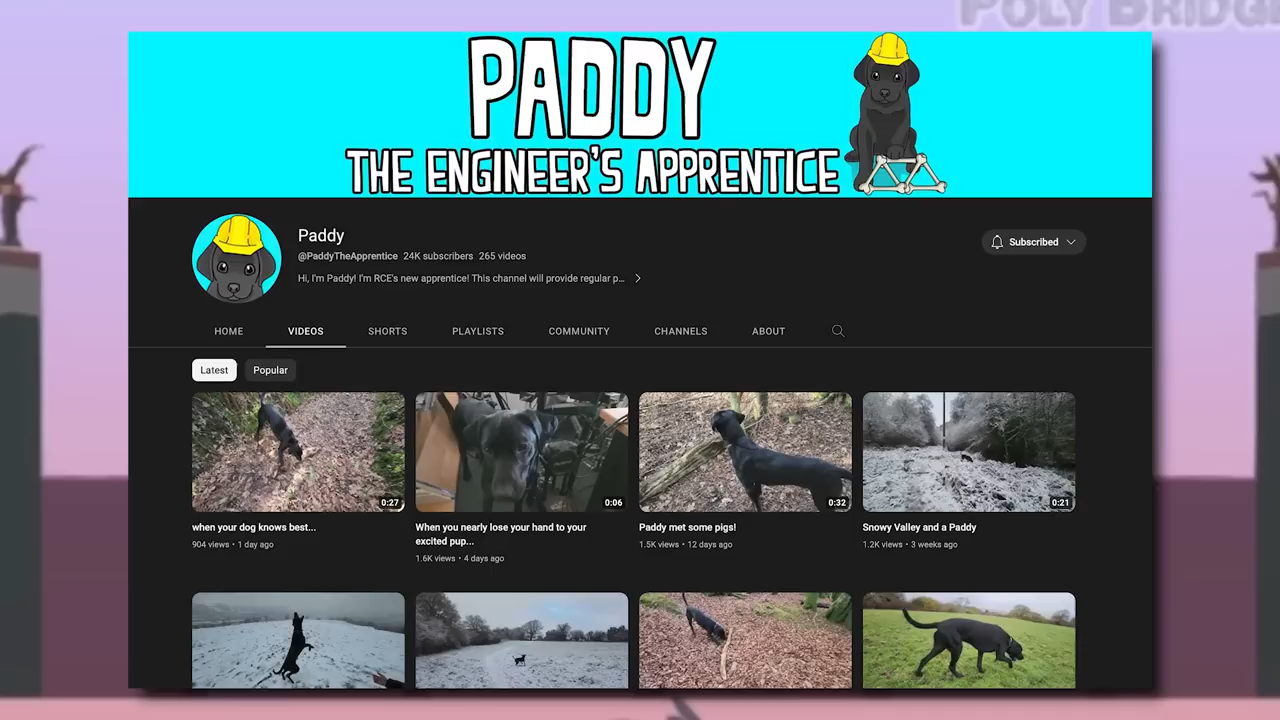 POLY BRIDGE
PADDY
THE ENGINEER'S APPRENTICE
Paddy
@PaddyTheApprentice 24K subscribers 265 videos
Hi, I'm Paddy! I'm RCE's new apprentice! This channel will provide regular p...
Subscribed
HOME VIDEOS SHORTS PLAYLISTS COMMUNITY CHANNELS ABOUT
Latest Popular
0:27 0:06 0:32 0:21
when your dog knows best...
904 views • 1 day ago
When you nearly lose your hand to your
excited pup...
1.6K views • 4 days ago
Paddy met some pigs!
1.5K views • 12 days ago
Snowy Valley and a Paddy
1.2K views • 3 weeks ago